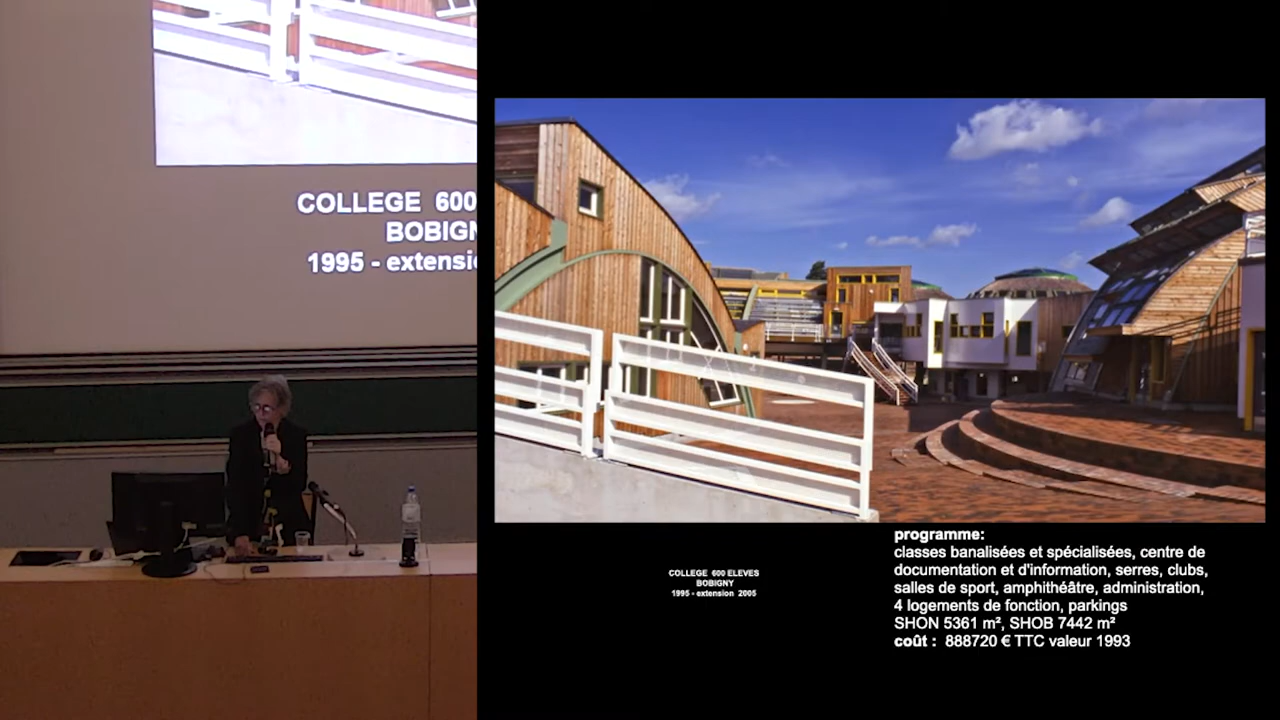 COLLEGE 600
BOBIGN
1995 - extensio
COLLEGE 600 ELEVES
BOBIGNY
1995 - extension 2005
programme:
classes banalisées et spécialisées, centre de
documentation et d'information, serres, clubs,
salles de sport, amphithéâtre, administration,
4 logements de fonction, parkings
SHON 5361 m², SHOB 7442 m²
coût : 888720 € TTC valeur 1993